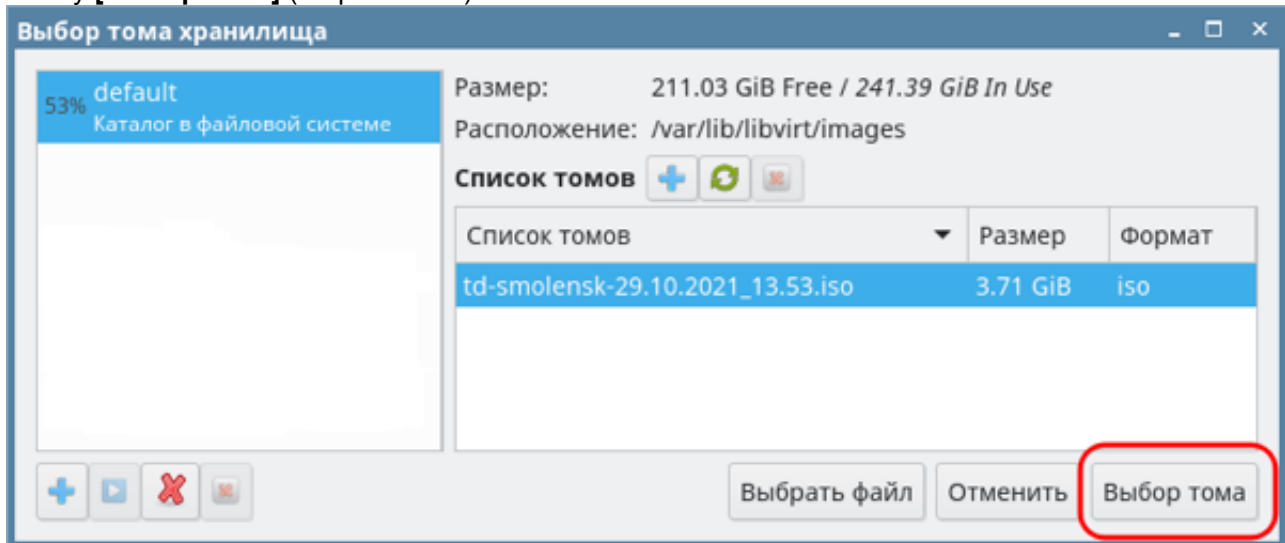 Выбор тома хранилища
53% default
Каталог в файловой системе
Размер: 211.03 GiB Free / 241.39 GiB In Use
Расположение: /var/lib/libvirt/images
Список томов
Список томов Размер Формат
td-smolensk-29.10.2021_13.53.iso 3.71 GiB iso
Выбрать файл Отменить Выбор тома